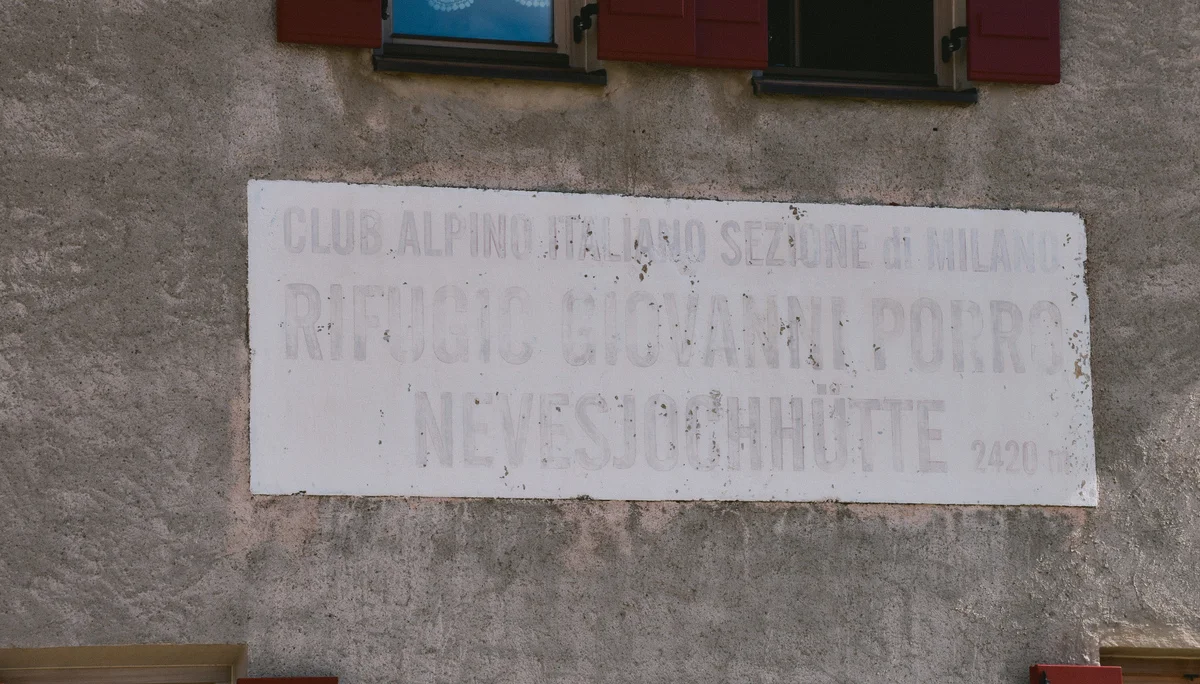 CLUB ALPINO ITALIANO SEZIONE di MILANO
RIFUGIO GIOVANNI PORRO
NEVESJOCHHÜTTE 2420 m